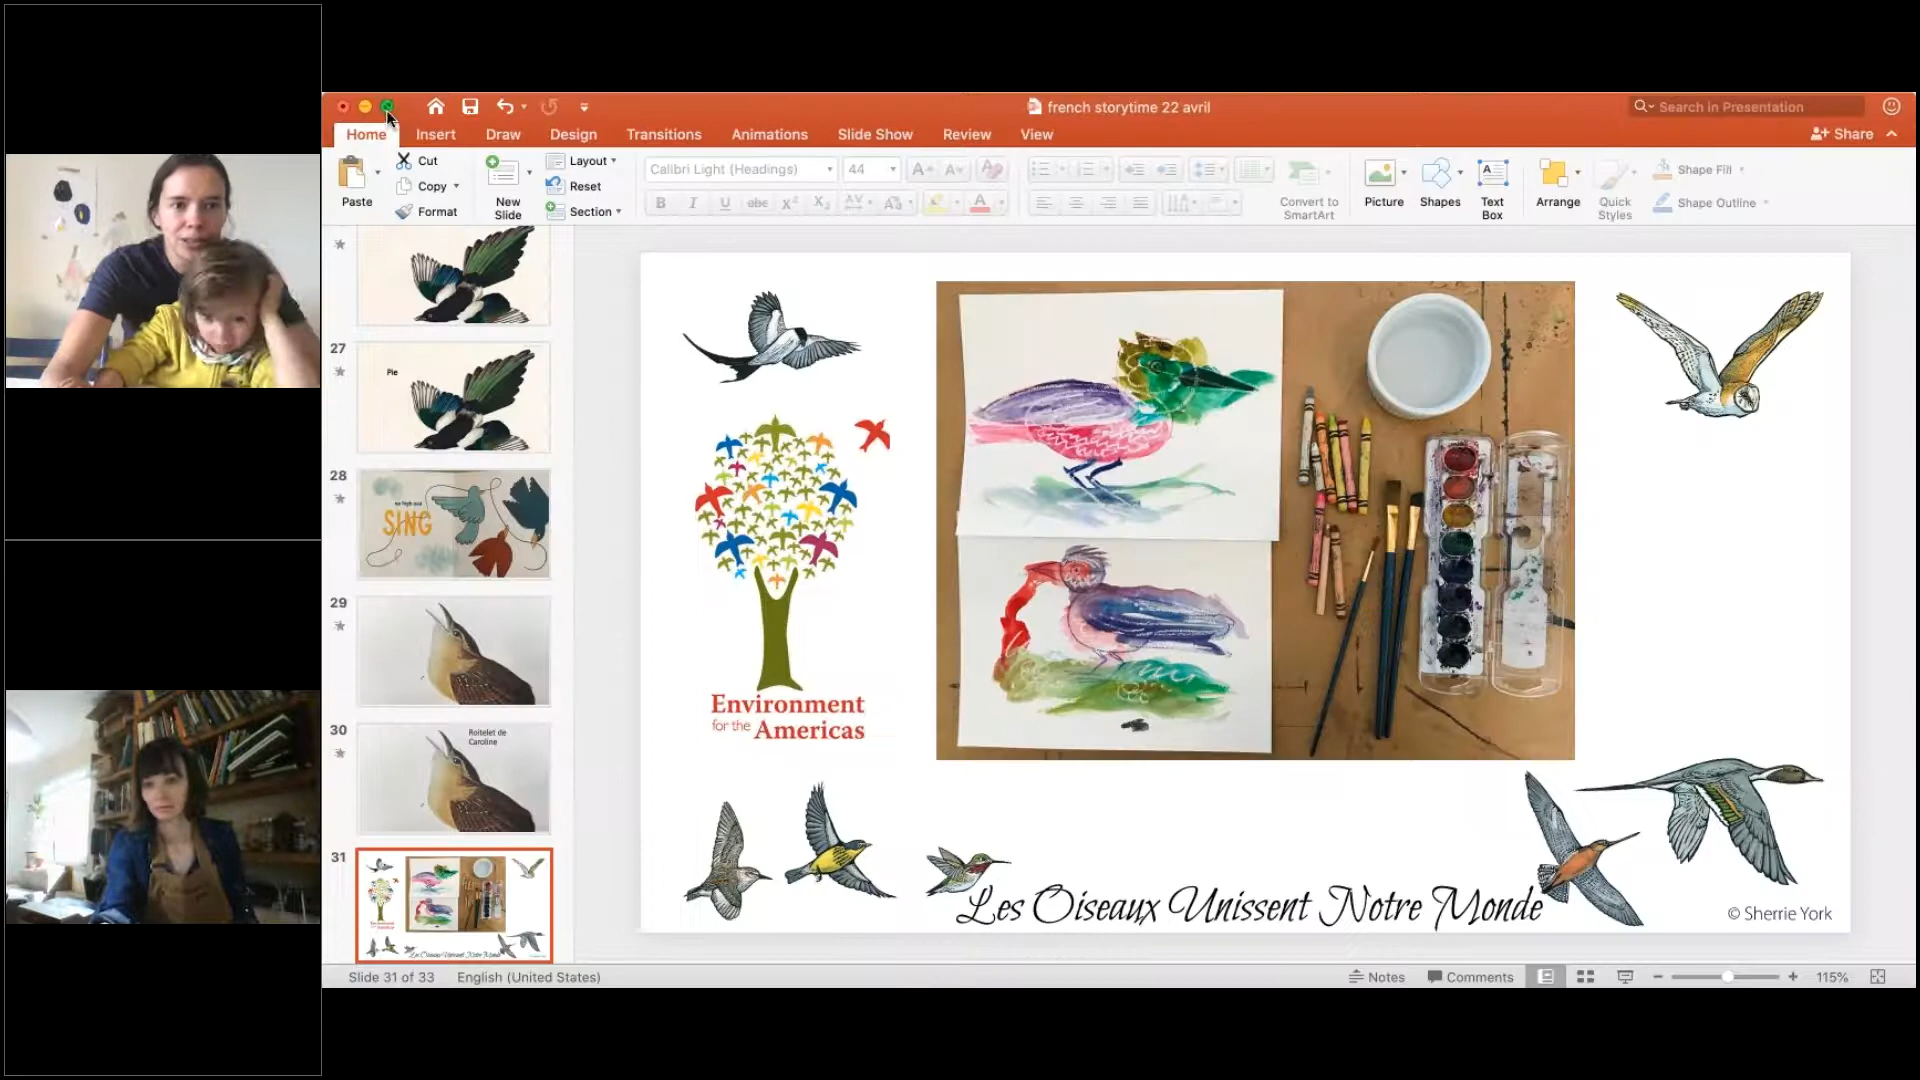 french storytime 22 avril
Search in Presentation
Home
Insert
Draw
Design
Transitions
Animations
Slide Show
Review
View
Share
Paste
Cut
Copy
Format
New
Slide
Layout
Reset
Section
Calibri Light (Headings)
44
Convert to
SmartArt
Picture
Shapes
Text
Box
Arrange
Quick
Styles
Shape Fill
Shape Outline
27
Pie
28
SING
29
30
Roitelet de
Caroline
31
Environment
for the Americas
Les Oiseaux Unissent Notre Monde
© Sherrie York
Slide 31 of 33
English (United States)
Notes
Comments
115%